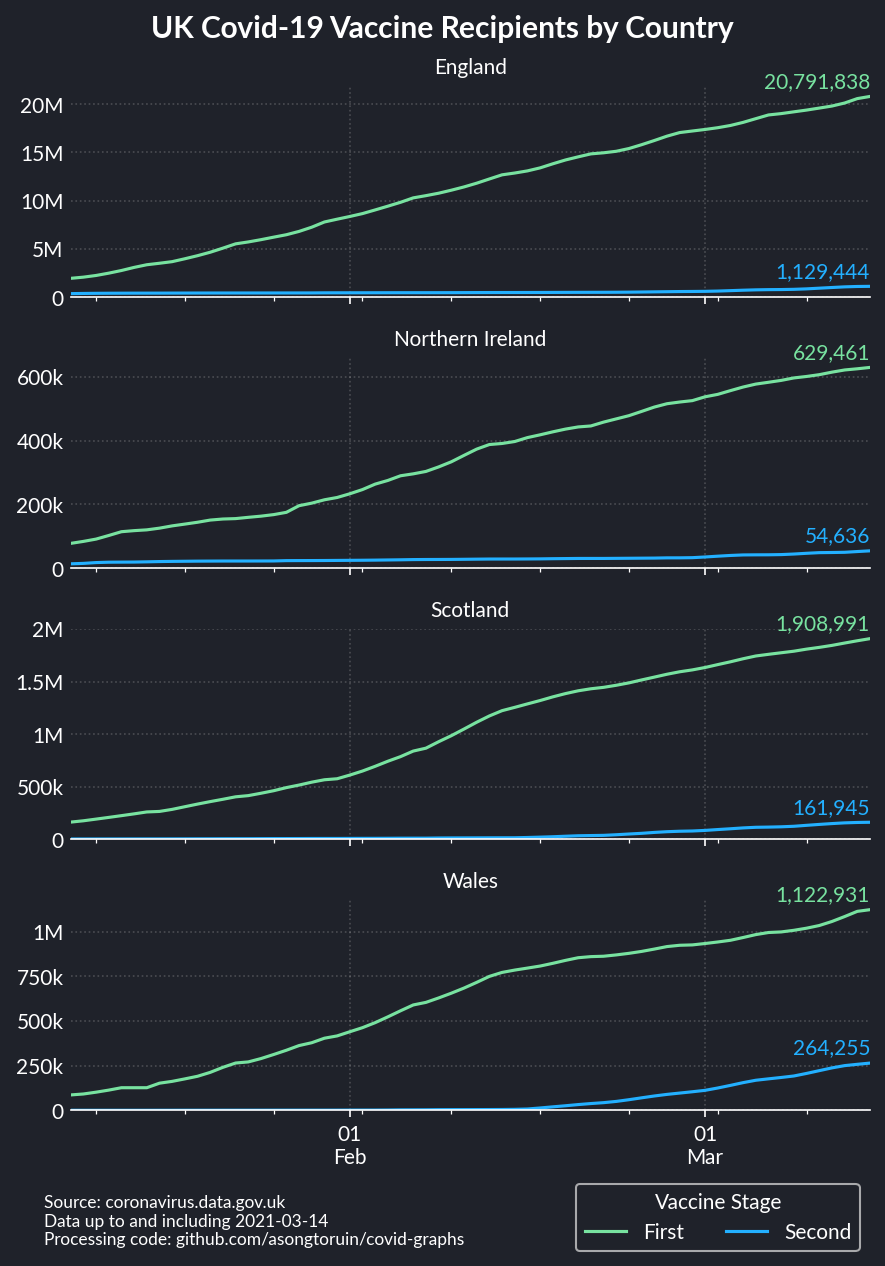 UK Covid-19 Vaccine Recipients by Country
England
20,791,838
20M
15M
10M
5M
1,129,444
0
Northern Ireland
629,461
600k
400k
200k
54,636
0
Scotland
2M
1,908,991
1.5M
1M
500k
161,945
0
Wales
1,122,931
1M
750k
500k
264,255
250k
0
01
Feb
01
Mar
Source: coronavirus.data.gov.uk
Data up to and including 2021-03-14
Processing code: github.com/asongtoruin/covid-graphs
Vaccine Stage
First
Second